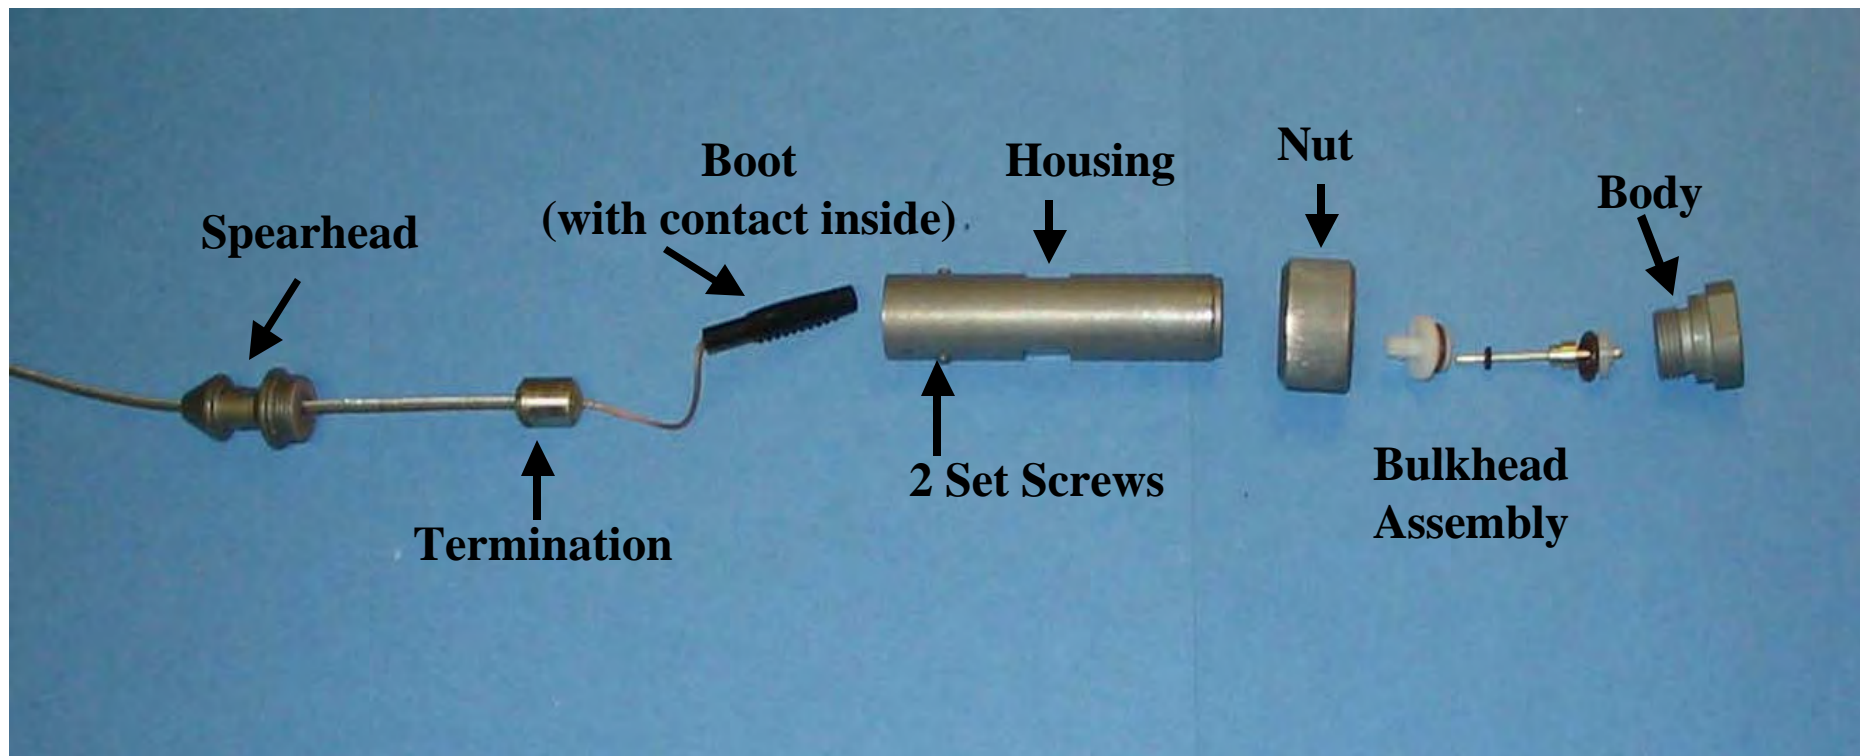 Boot
(with contact inside)
Housing
Nut
Body
Spearhead
2 Set Screws
Termination
Bulkhead
Assembly